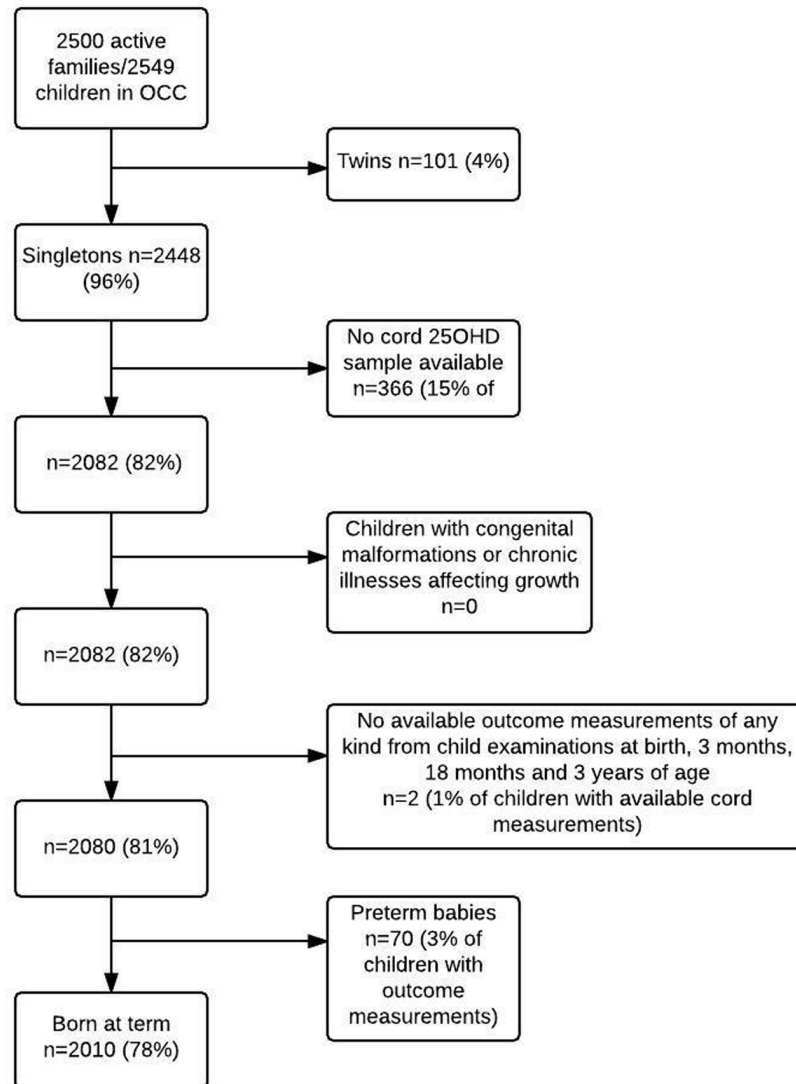 2500 active
families/2549
children in OCC
Twins n=101 (4%)
Singletons n=2448
(96%)
No cord 25OHD
sample available
n=366 (15% of
n=2082 (82%)
Children with congenital
malformations or chronic
illnesses affecting growth
n=0
n=2082 (82%)
No available outcome measurements of any
kind from child examinations at birth, 3 months,
18 months and 3 years of age
n=2 (1% of children with available cord
measurements)
n=2080 (81%)
Preterm babies
n=70 (3% of
children with
outcome
measurements)
Born at term
n=2010 (78%)